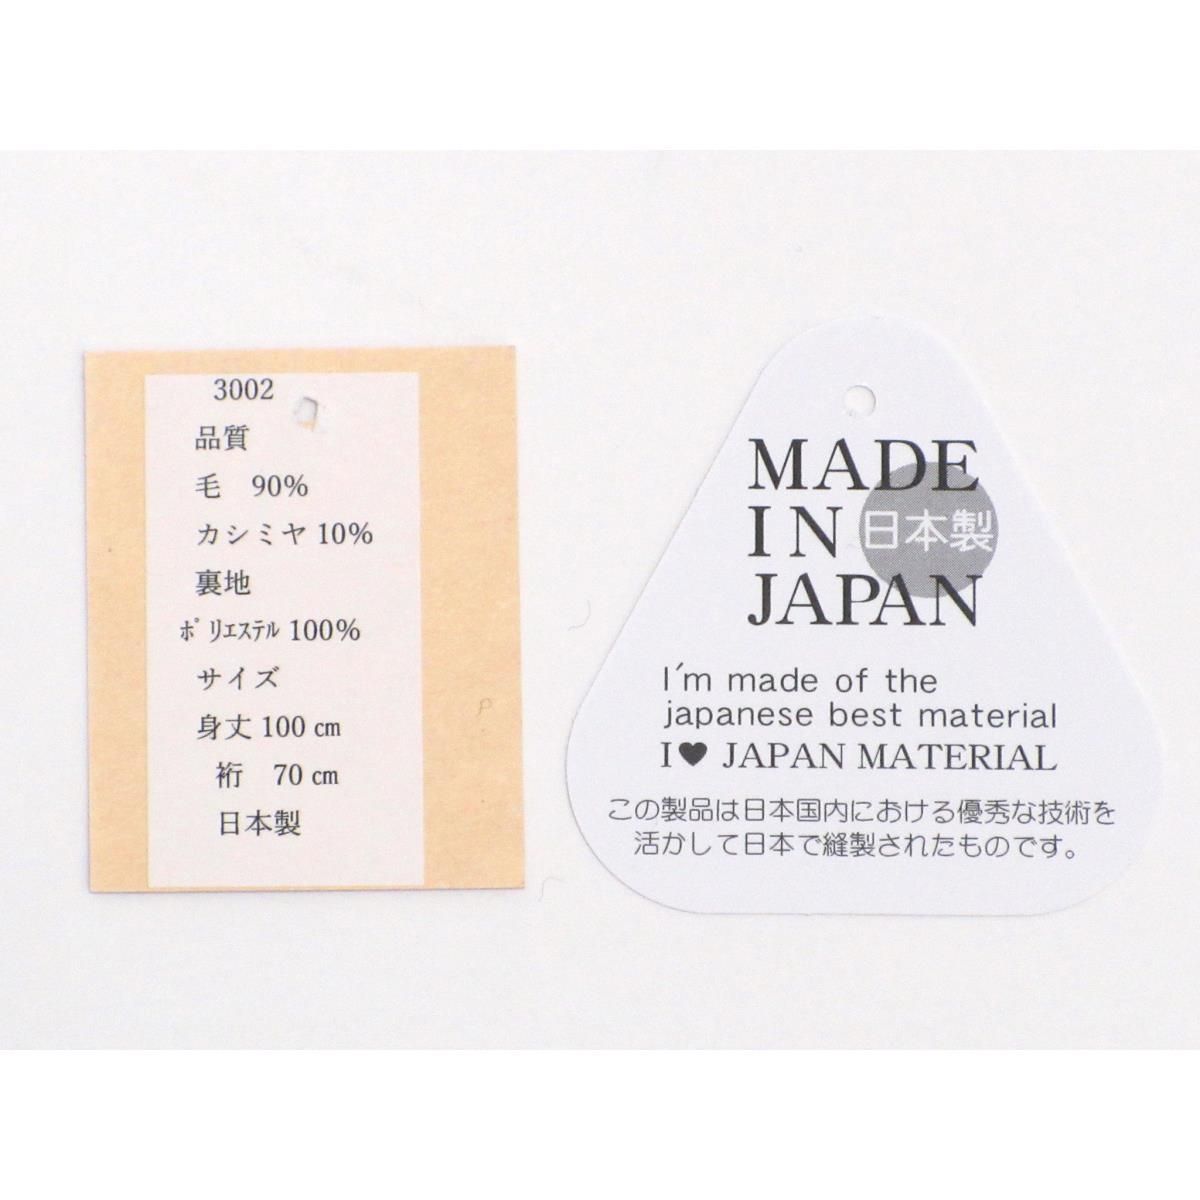 3002
品質
毛　90%
カシミヤ 10%
裏地
ﾎﾟﾘｴｽﾃﾙ 100%
サイズ
身丈 100 ㎝
裄　70 ㎝
日本製
MADE
IN 日本製
JAPAN
I´m made of the
japanese best material
I♥ JAPAN MATERIAL
この製品は日本国内における優秀な技術を
活かして日本で縫製されたものです。